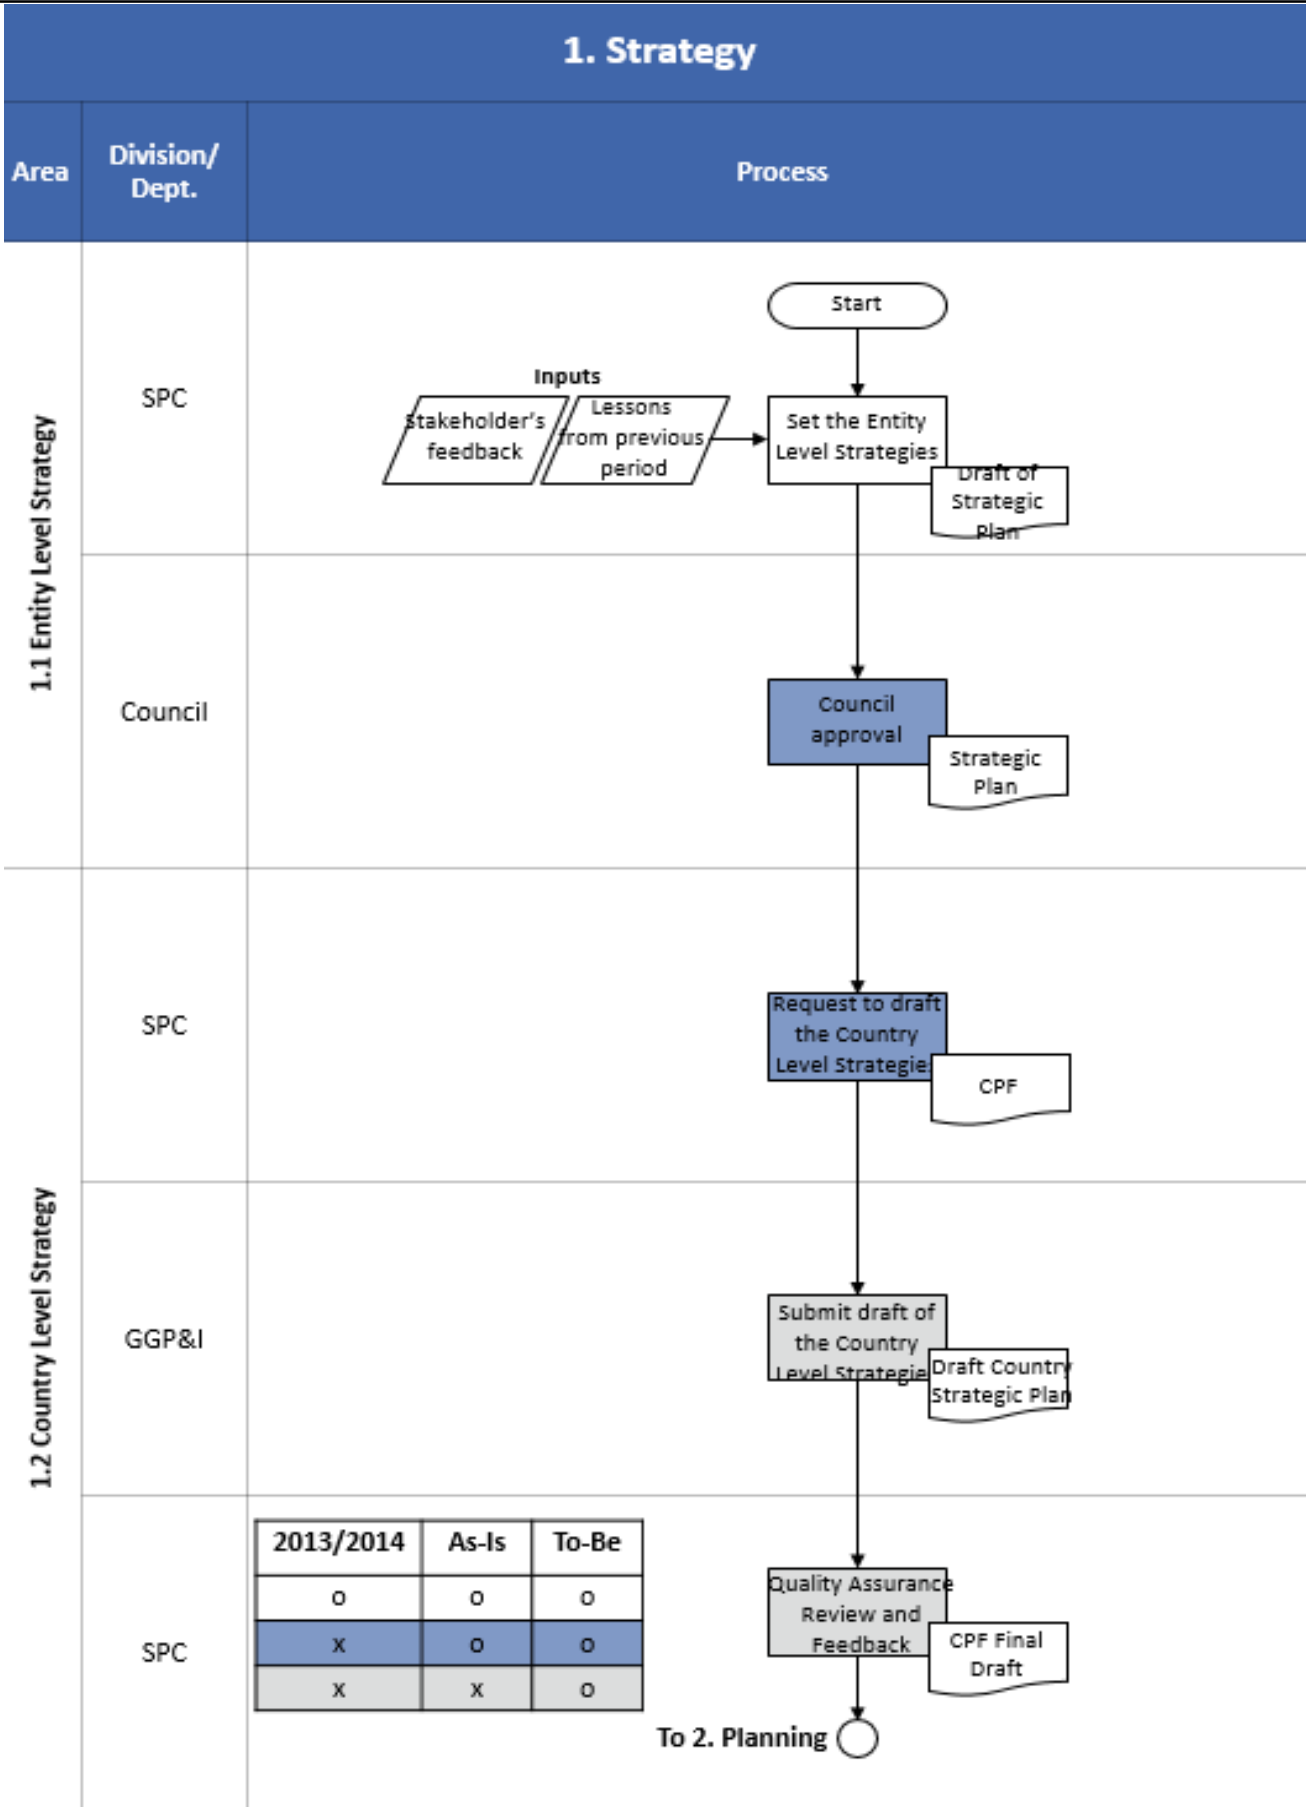 1. Strategy
Area
Division/
Dept.
Process
1.1 Entity Level Strategy
SPC
Start
Inputs
Stakeholder's
feedback
Lessons
from previous
period
Set the Entity
Level Strategies
Draft of
Strategic
Plan
Council
Council
approval
Strategic
Plan
1.2 Country Level Strategy
SPC
Request to draft
the Country
Level Strategies
CPF
GGP&I
Submit draft of
the Country
Level Strategie
Draft Country
Strategic Plan
SPC
2013/2014 As-Is To-Be
o o o
x o o
x x o
Quality Assurance
Review and
Feedback
CPF Final
Draft
To 2. Planning